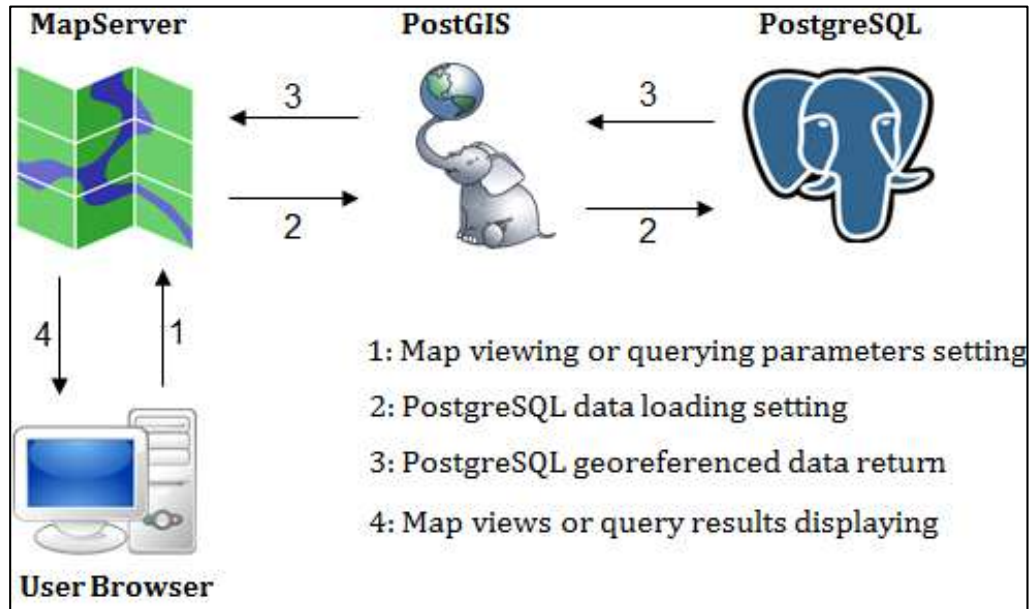 MapServer
PostGIS
PostgreSQL
3
3
2
2
4
1
1: Map viewing or querying parameters setting
2: PostgreSQL data loading setting
3: PostgreSQL georeferenced data return
4: Map views or query results displaying
User Browser